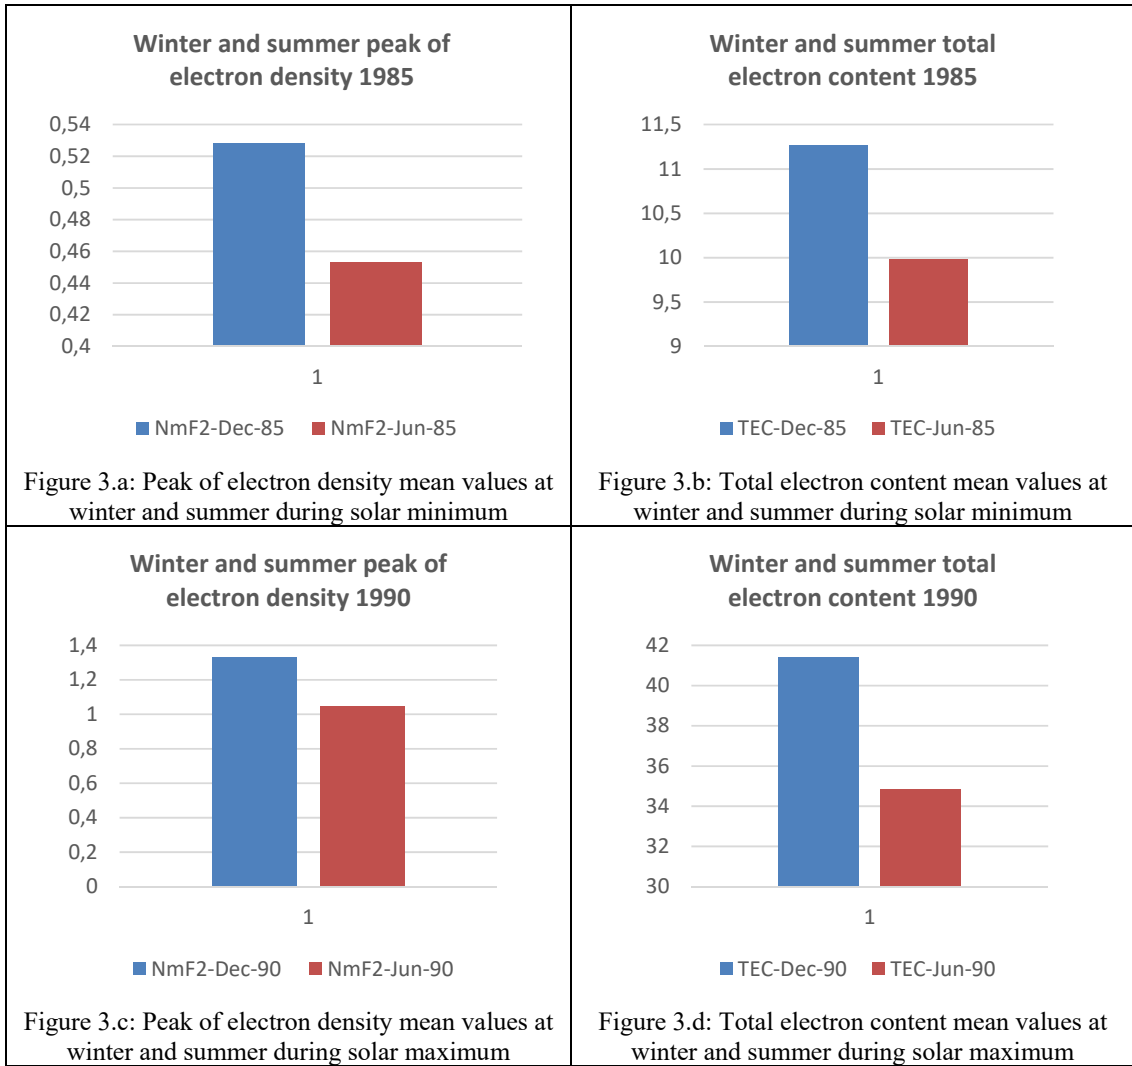 Winter and summer peak of
electron density 1985
0,54
0,52
0,5
0,48
0,46
0,44
0,42
0,4
1
NmF2-Dec-85 NmF2-Jun-85
Figure 3.a: Peak of electron density mean values at
winter and summer during solar minimum
Winter and summer total
electron content 1985
11,5
11
10,5
10
9,5
9
1
TEC-Dec-85 TEC-Jun-85
Figure 3.b: Total electron content mean values at
winter and summer during solar minimum
Winter and summer peak of
electron density 1990
1,4
1,2
1
0,8
0,6
0,4
0,2
0
1
NmF2-Dec-90 NmF2-Jun-90
Figure 3.c: Peak of electron density mean values at
winter and summer during solar maximum
Winter and summer total
electron content 1990
42
40
38
36
34
32
30
1
TEC-Dec-90 TEC-Jun-90
Figure 3.d: Total electron content mean values at
winter and summer during solar maximum